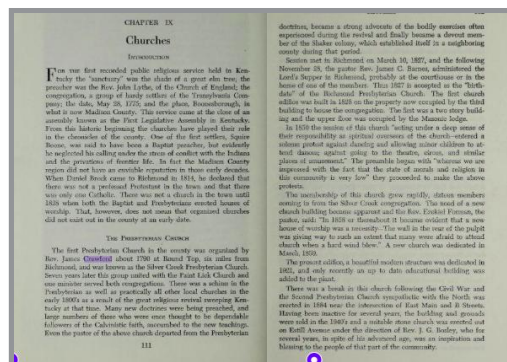 CHAPTER IX
Churches
INTRODUCTION
FOR THE first recorded public religious service held in Ken-
tucky the "sanctuary" was the shade of a great elm tree; the
preacher was the Rev. John Lythe, of the Church of England; the
congregation, a group of hardy settlers of the Transylvania Com-
pany; the date, May 28, 1775; and the place, Boonesborough, in
what is now Madison County. This service came at the close of an
assembly known as the First Legislative Assembly in Kentucky.
From this historic beginning the churches have played their role
in the chronicles of the county. One of the first settlers, Squire
Boone, was said to have been a Baptist preacher, but evidently
he neglected his calling under the stress of conflict with the Indians
and the privations of frontier life. In fact the Madison County
region did not have an enviable reputation in those early decades.
When Daniel Breck came to Richmond in 1814, he declared that
there was not a professed Protestant in the town and that there
was only one Catholic. There was not a church in the town until
1828 when both the Baptist and Presbyterians erected houses of
worship. That, however, does not mean that organized churches
did not exist out in the county at an early date.
THE PRESBYTERIAN CHURCH
The first Presbyterian Church in the county was organized by
Rev. James Crawford about 1790 at Round Top, six miles from
Richmond, and was known as the Silver Creek Presbyterian Church.
Seven years later this group united with the Paint Lick Church and
one minister served both congregations. There was a schism in the
Presbyterian as well as practically all other local churches in the
early 1800's as a result of the great religious revival sweeping Ken-
tucky at that time. Many new doctrines were being preached, and
large numbers of those who were once thought to be dependable
followers of the Calvinistic faith, succumbed to the new teachings.
Even the pastor of the above church departed from the Presbyterian
111
doctrines, became a strong advocate of the bodily exercises often
experienced during the revival and finally became a devout mem-
ber of the Shaker colony, which established itself in a neighboring
county during that period.
Session met in Richmond on March 10, 1827, and the following
November 28, the pastor Rev. James C. Barnes, administered the
Lord's Supper in Richmond, probably at the courthouse or in the
home of one of the members. Thus 1827 is accepted as the "birth-
date" of the Richmond Presbyterian Church. The first church
edifice was built in 1828 on the property now occupied by the third
building to house the congregation. The first was a two story build-
ing and the upper floor was occupied by the Masonic lodge.
In 1850 the session of this church "acting under a deep sense of
their responsibility as spiritual overseers of the church—entered a
solemn protest against dancing and allowing minor children to at-
tend dances; against going to the theatre, circus, and similar
places of amusement." The preamble began with "whereas we are
impressed with the fact that the state of morals and religion in
this community is very low" they proceeded to make the above
protests.
The membership of this church grew rapidly, sixteen members
coming in from the Silver Creek congregation. The need of a new
church building became apparent and the Rev. Ezekiel Forman, the
pastor, said: "In 1858 or thereabout it became evident that a new
house of worship was a necessity—The wall in the rear of the pulpit
was giving way to such an extent that many were afraid to attend
church when a hard wind blew." A new church was dedicated in
March, 1859.
The present edifice, a beautiful modern structure was dedicated in
1921, and only recently an up to date educational building was
added to the plant.
There was a break in this church following the Civil War and
the Second Presbyterian Church sympathetic with the North was
erected in 1884 near the intersection of East Main and B Streets.
Having been inactive for several years, the building and grounds
were sold in the 1940's and a suitable stone church was erected out
on Estill Avenue under the direction of Rev. J. G. Bosley, who for
several years, in spite of his advanced age, was an inspiration and
blessing to the people of that part of the community.